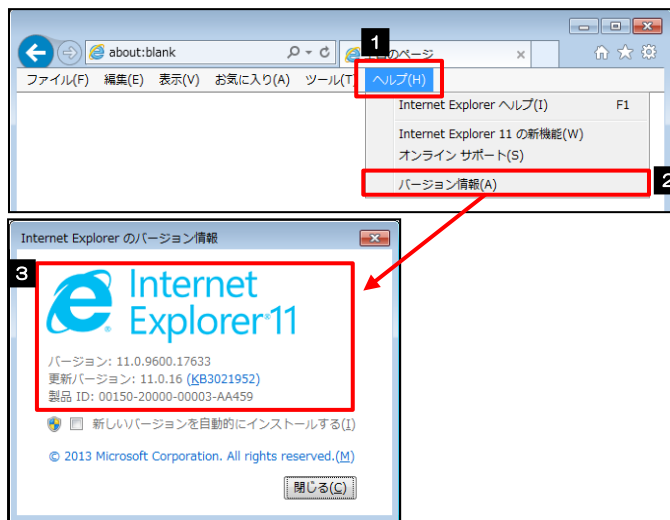 1
about:blank
空白のページ
ファイル(F) 編集(E) 表示(V) お気に入り(A) ツール(T) ヘルプ(H)
Internet Explorer ヘルプ(I) F1
Internet Explorer 11 の新機能(W)
オンライン サポート(S)
バージョン情報(A)
2
Internet Explorer のバージョン情報
3
Internet
Explorer®11
バージョン: 11.0.9600.17633
更新バージョン: 11.0.16 (KB3021952)
製品 ID: 00150-20000-00003-AA459
新しいバージョンを自動的にインストールする(I)
© 2013 Microsoft Corporation. All rights reserved.(M)
閉じる(C)